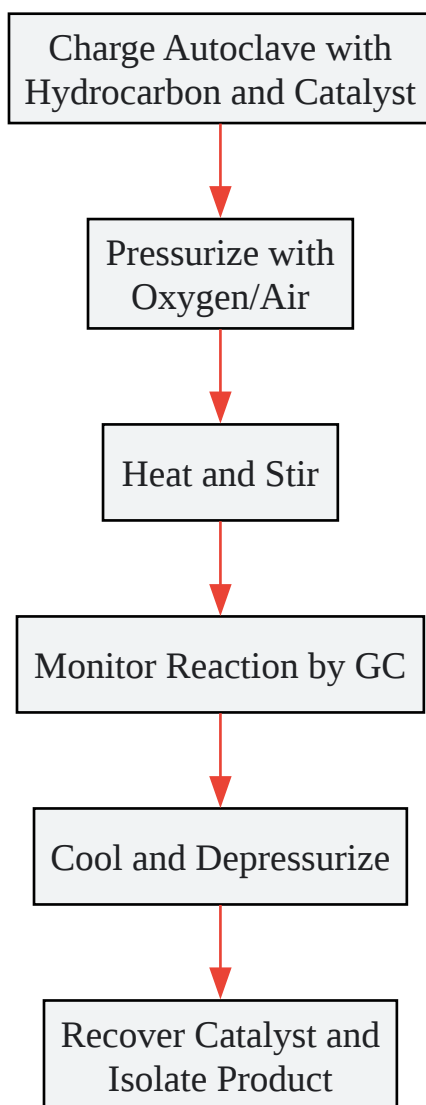 Charge Autoclave with
Hydrocarbon and Catalyst
Pressurize with
Oxygen/Air
Heat and Stir
Monitor Reaction by GC
Cool and Depressurize
Recover Catalyst and
Isolate Product